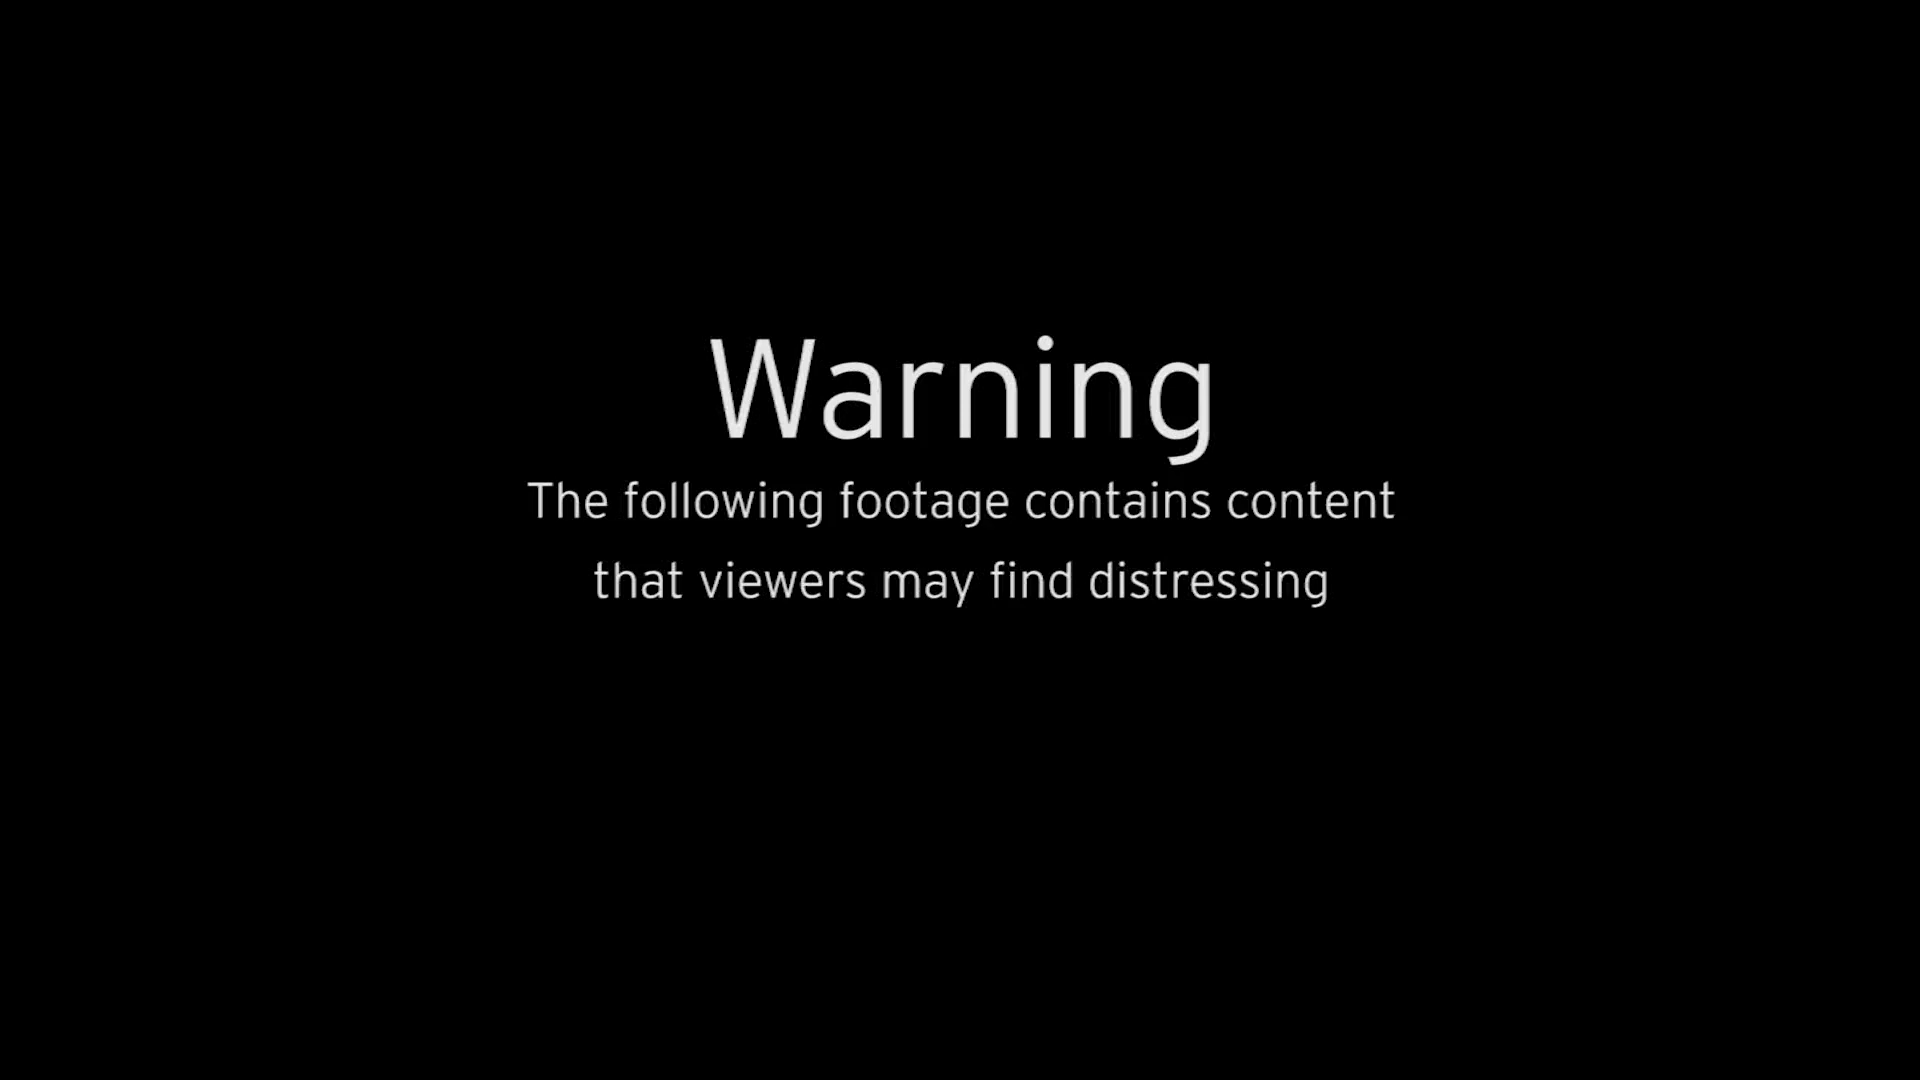 Warning
The following footage contains content
that viewers may find distressing